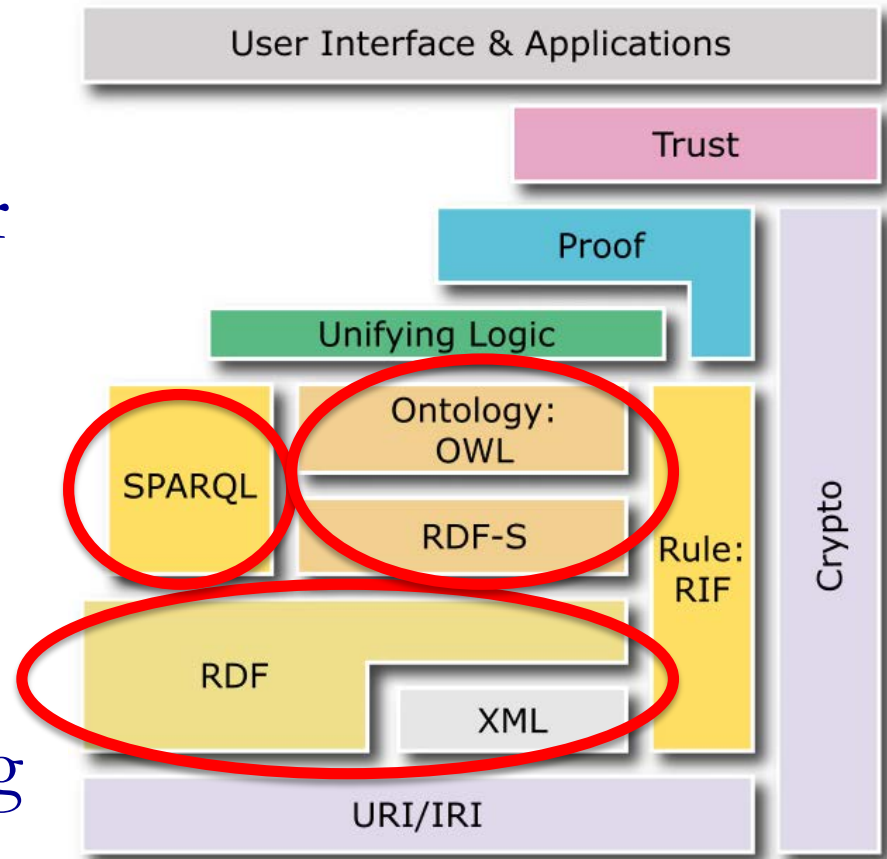 User Interface & Applications
Trust
r
Proof
Unifying Logic
Ontology:
OWL
SPARQL
RDF-S
Rule:
RIF
Crypto
RDF
XML
g
URI/IRI